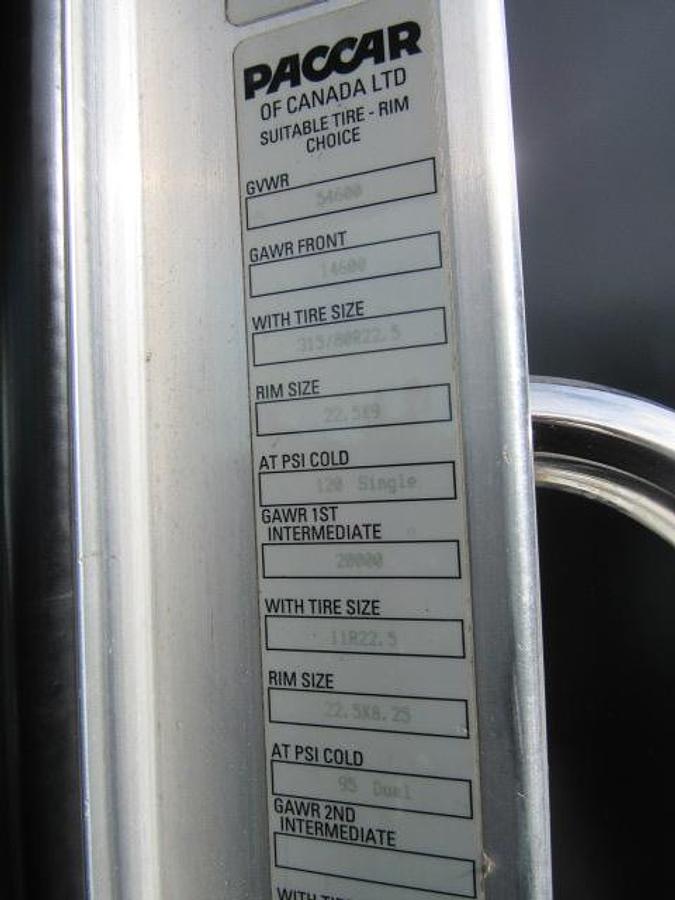 PACCAR
OF CANADA LTD
SUITABLE TIRE - RIM
CHOICE
GVWR
54600
GAWR FRONT
14600
WITH TIRE SIZE
315/80R22.5
RIM SIZE
22.5X9
AT PSI COLD
120 Single
GAWR 1ST
INTERMEDIATE
20000
WITH TIRE SIZE
11R22.5
RIM SIZE
22.5X8.25
AT PSI COLD
95 Dual
GAWR 2ND
INTERMEDIATE
WITH